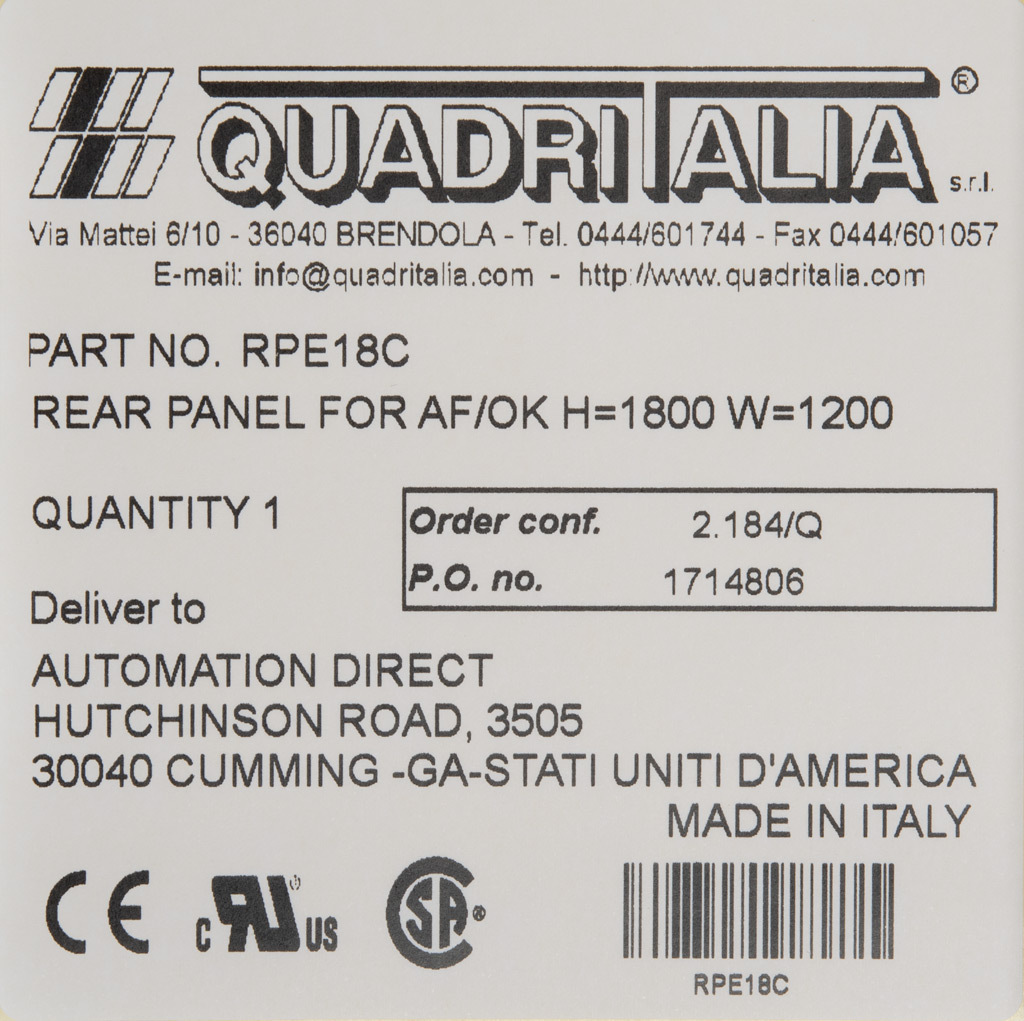 QUADRITALIA ® s.r.l.
Via Mattei 6/10 - 36040 BRENDOLA - Tel. 0444/601744 - Fax 0444/601057
E-mail: info@quadritalia.com - http://www.quadritalia.com
PART NO. RPE18C
REAR PANEL FOR AF/OK H=1800 W=1200
QUANTITY 1
Order conf. 2.184/Q
P.O. no. 1714806
Deliver to
AUTOMATION DIRECT
HUTCHINSON ROAD, 3505
30040 CUMMING -GA-STATI UNITI D'AMERICA
MADE IN ITALY
CE c RU US SA ®
RPE18C